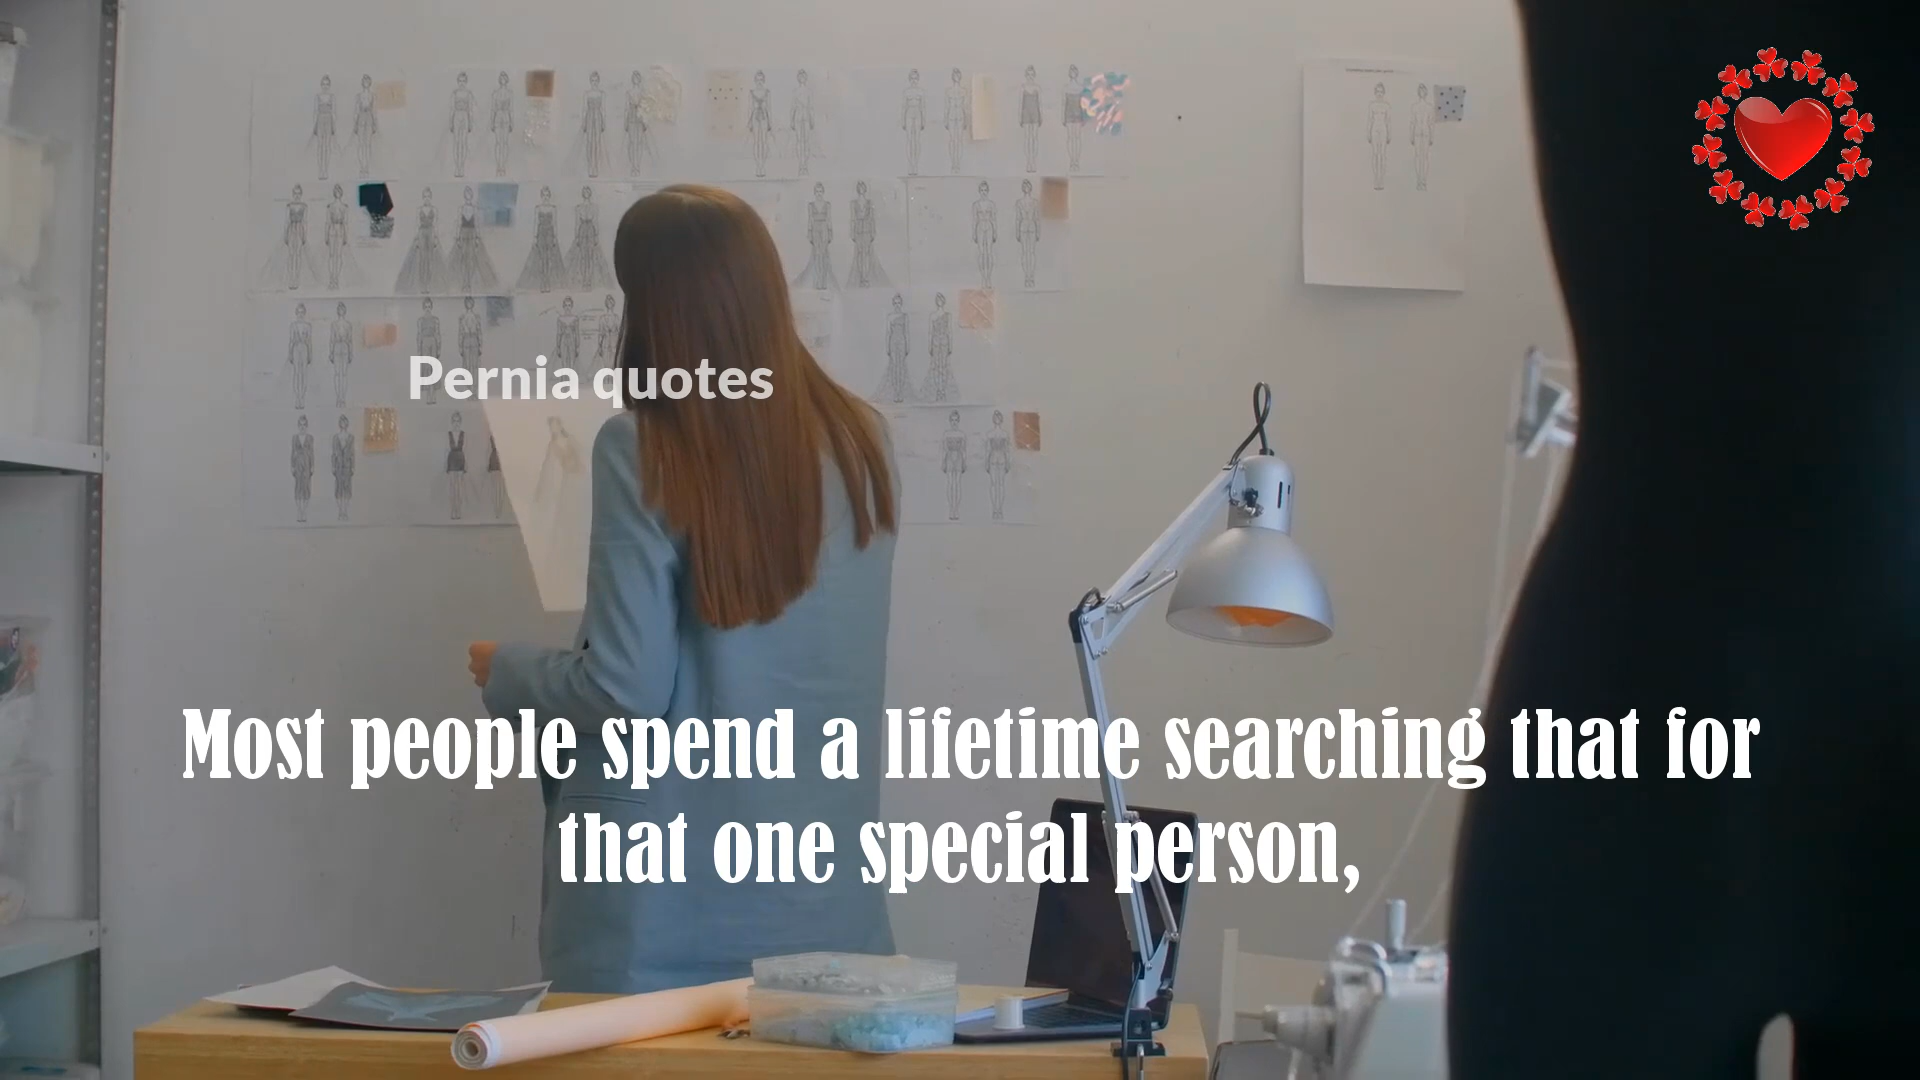 Pernia quotes
Most people spend a lifetime searching that for
that one special person,